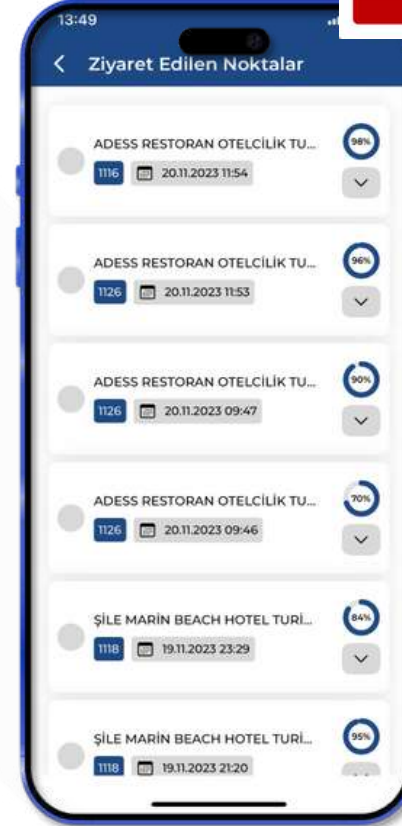 13:49
Ziyaret Edilen Noktalar
ADESS RESTORAN OTELCİLİK TU...
98%
1116 20.11.2023 11:54
ADESS RESTORAN OTELCİLİK TU...
96%
1126 20.11.2023 11:53
ADESS RESTORAN OTELCİLİK TU...
90%
1126 20.11.2023 09:47
ADESS RESTORAN OTELCİLİK TU...
70%
1126 20.11.2023 09:46
ŞİLE MARİN BEACH HOTEL TURİ...
84%
1118 19.11.2023 23:29
ŞİLE MARİN BEACH HOTEL TURİ...
95%
1118 19.11.2023 21:20